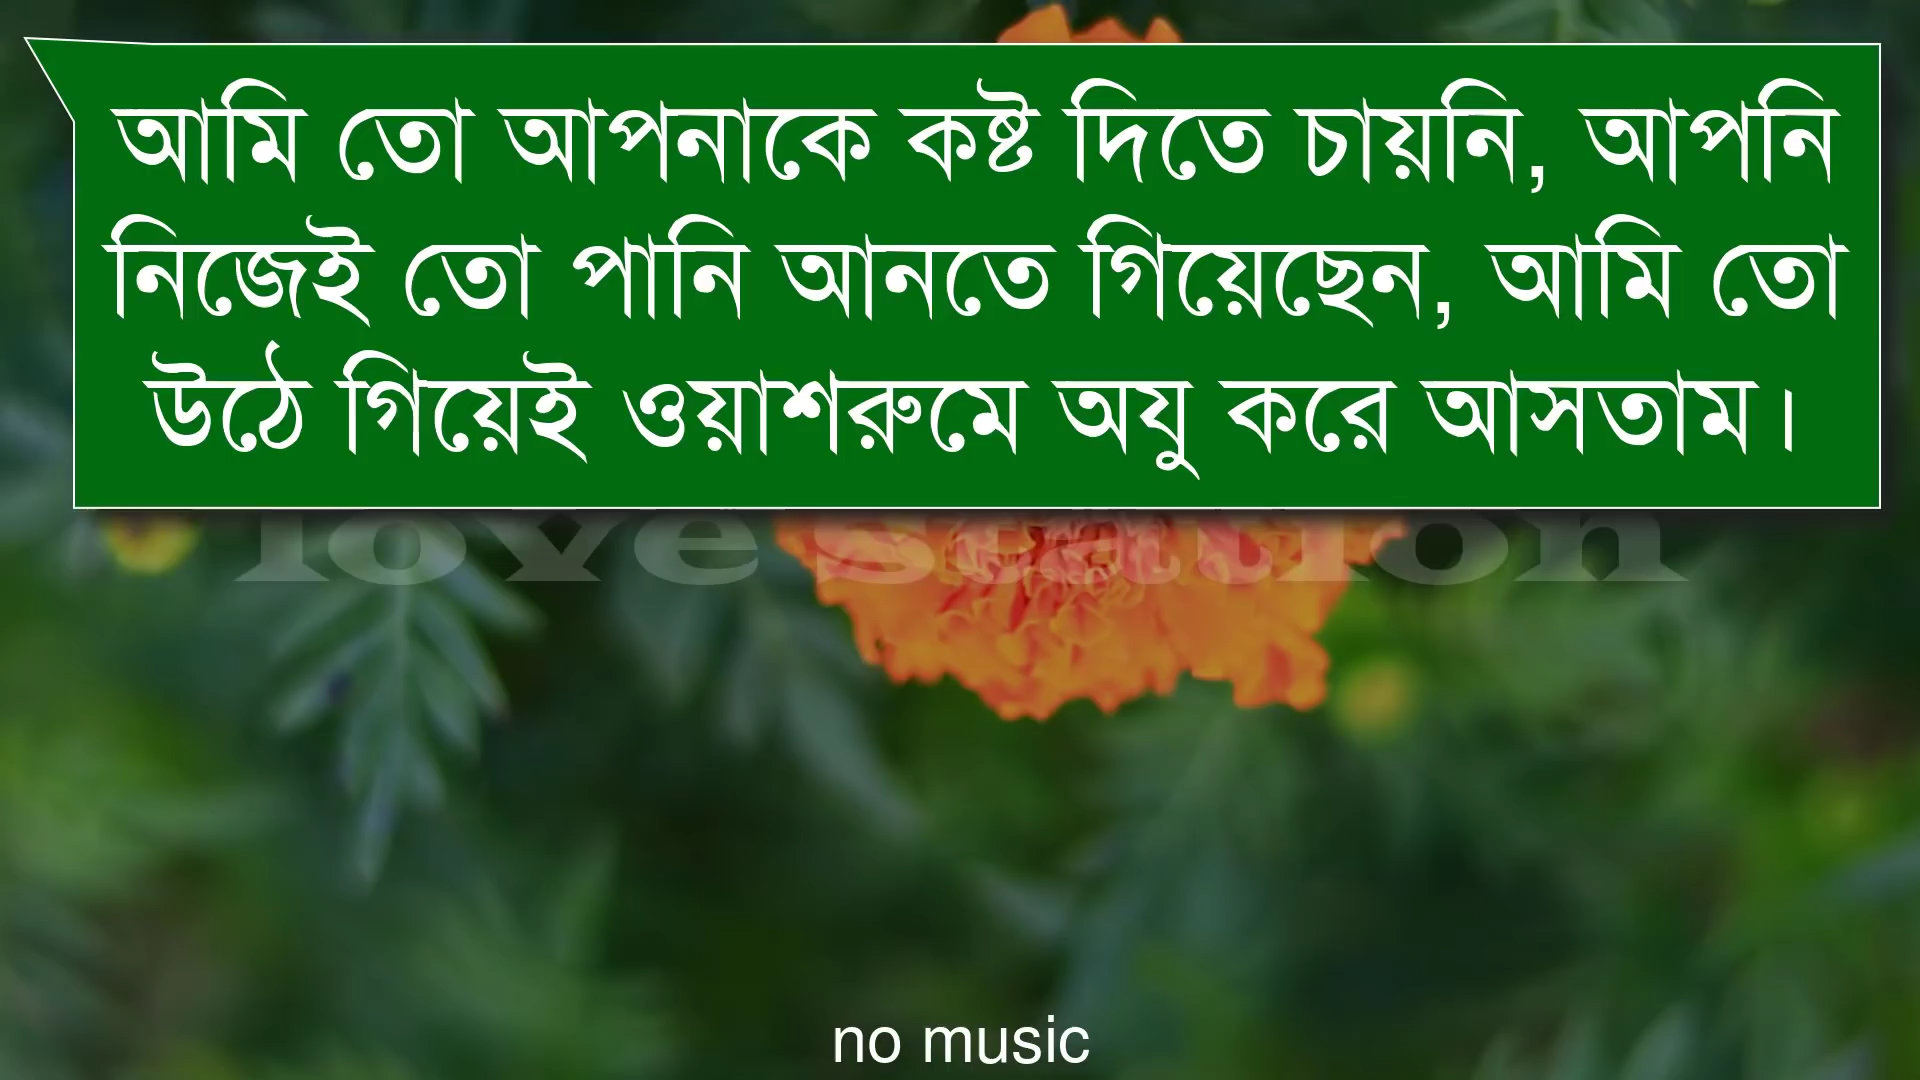 আমি তো আপনাকে কষ্ট দিতে চায়নি, আপনি
নিজেই তো পানি আনতে গিয়েছেন, আমি তো
উঠে গিয়েই ওয়াশরুমে অযু করে আসতাম।
love station
no music